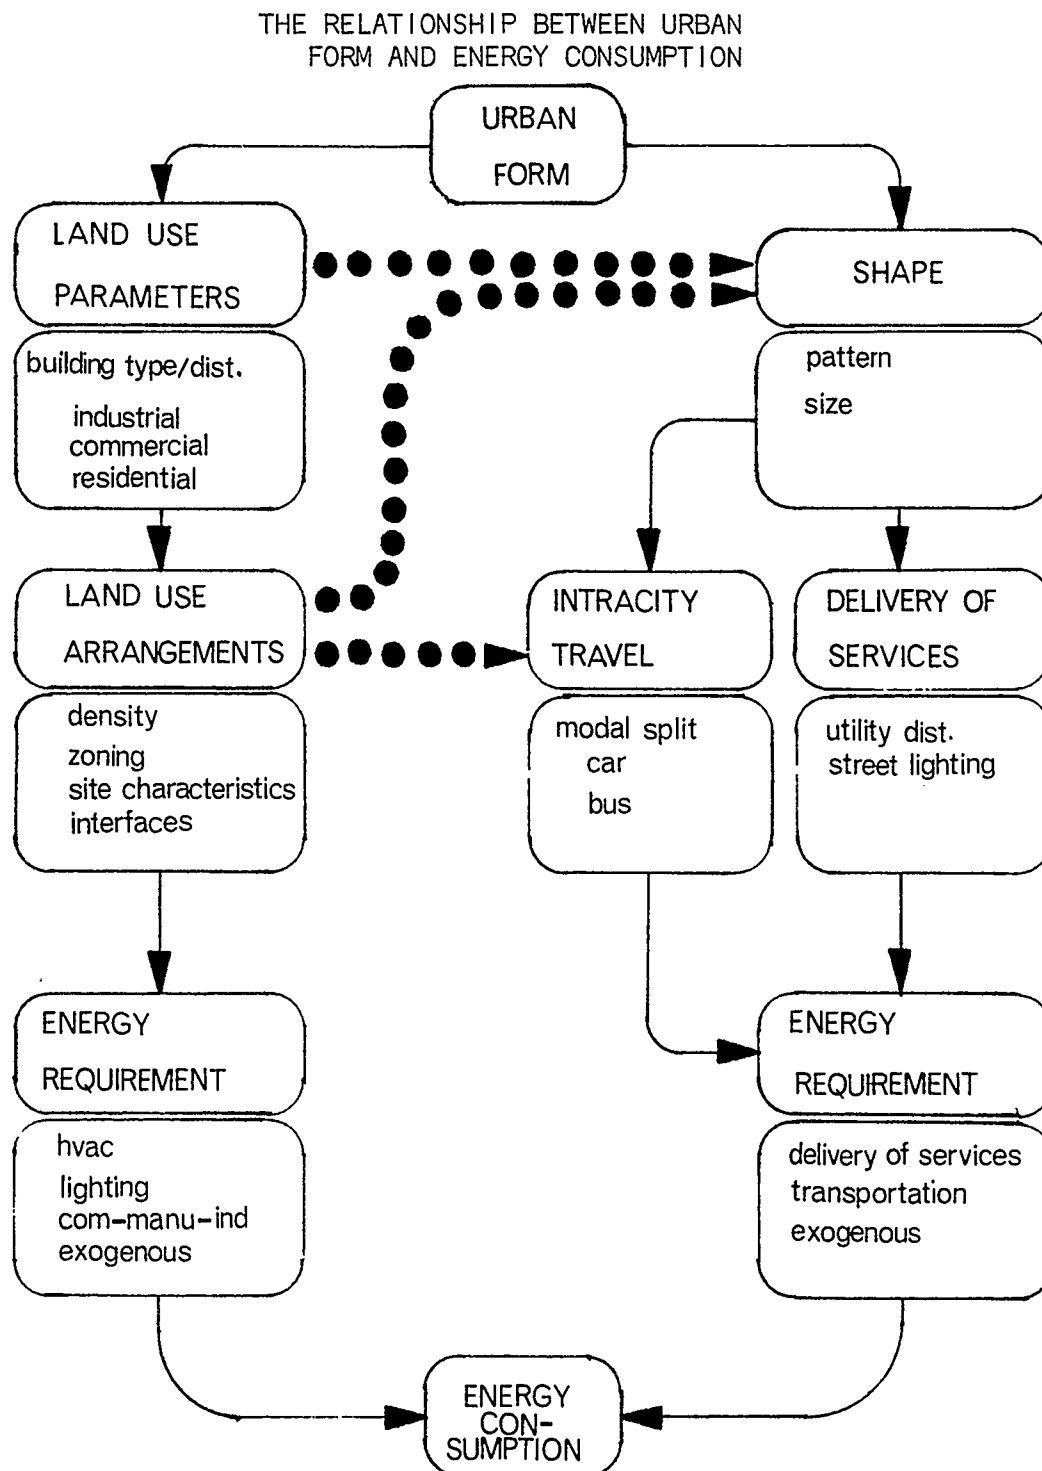 THE RELATIONSHIP BETWEEN URBAN
FORM AND ENERGY CONSUMPTION
URBAN
FORM
LAND USE
PARAMETERS
building type/dist.
industrial
commercial
residential
SHAPE
pattern
size
LAND USE
ARRANGEMENTS
density
zoning
site characteristics
interfaces
INTRACITY
TRAVEL
modal split
car
bus
DELIVERY OF
SERVICES
utility dist.
street lighting
ENERGY
REQUIREMENT
hvac
lighting
com-manu-ind
exogenous
ENERGY
REQUIREMENT
delivery of services
transportation
exogenous
ENERGY
CON-
SUMPTION